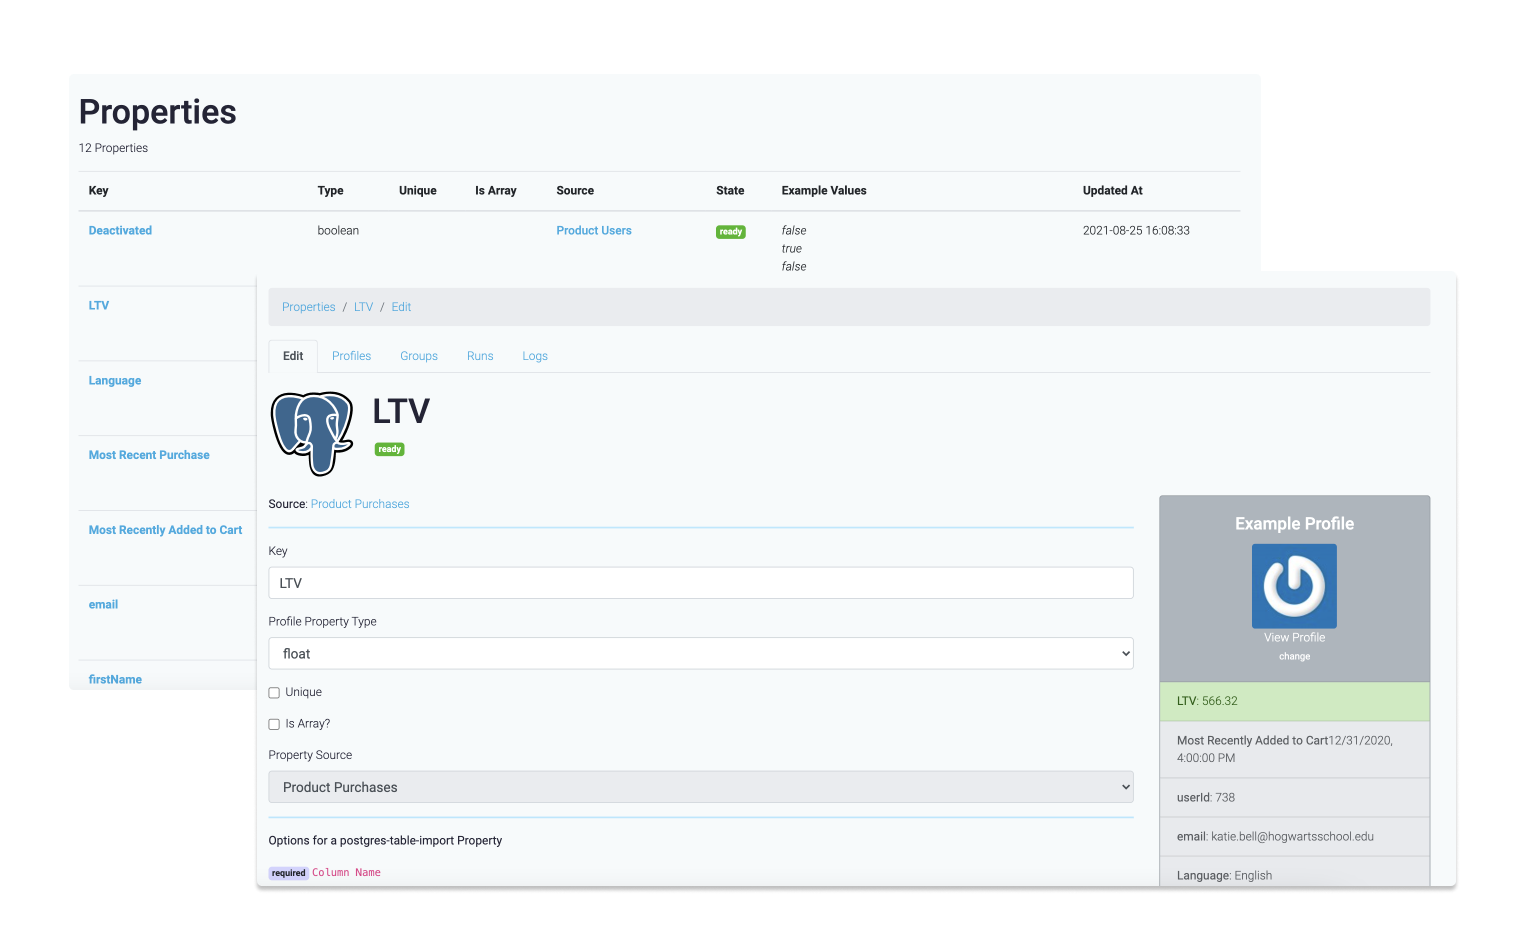 Properties
12 Properties
Key Type Unique Is Array Source State Example Values Updated At
Deactivated boolean Product Users ready false 2021-08-25 16:08:33
true
false
LTV
Language
Most Recent Purchase
Most Recently Added to Cart
email
firstName
Properties / LTV / Edit
Edit Profiles Groups Runs Logs
LTV
ready
Source: Product Purchases
Key
LTV
Profile Property Type
float
Unique
Is Array?
Property Source
Product Purchases
Options for a postgres-table-import Property
required Column Name
Example Profile
View Profile
change
LTV: 566.32
Most Recently Added to Cart12/31/2020,
4:00:00 PM
userId: 738
email: katie.bell@hogwartsschool.edu
Language: English